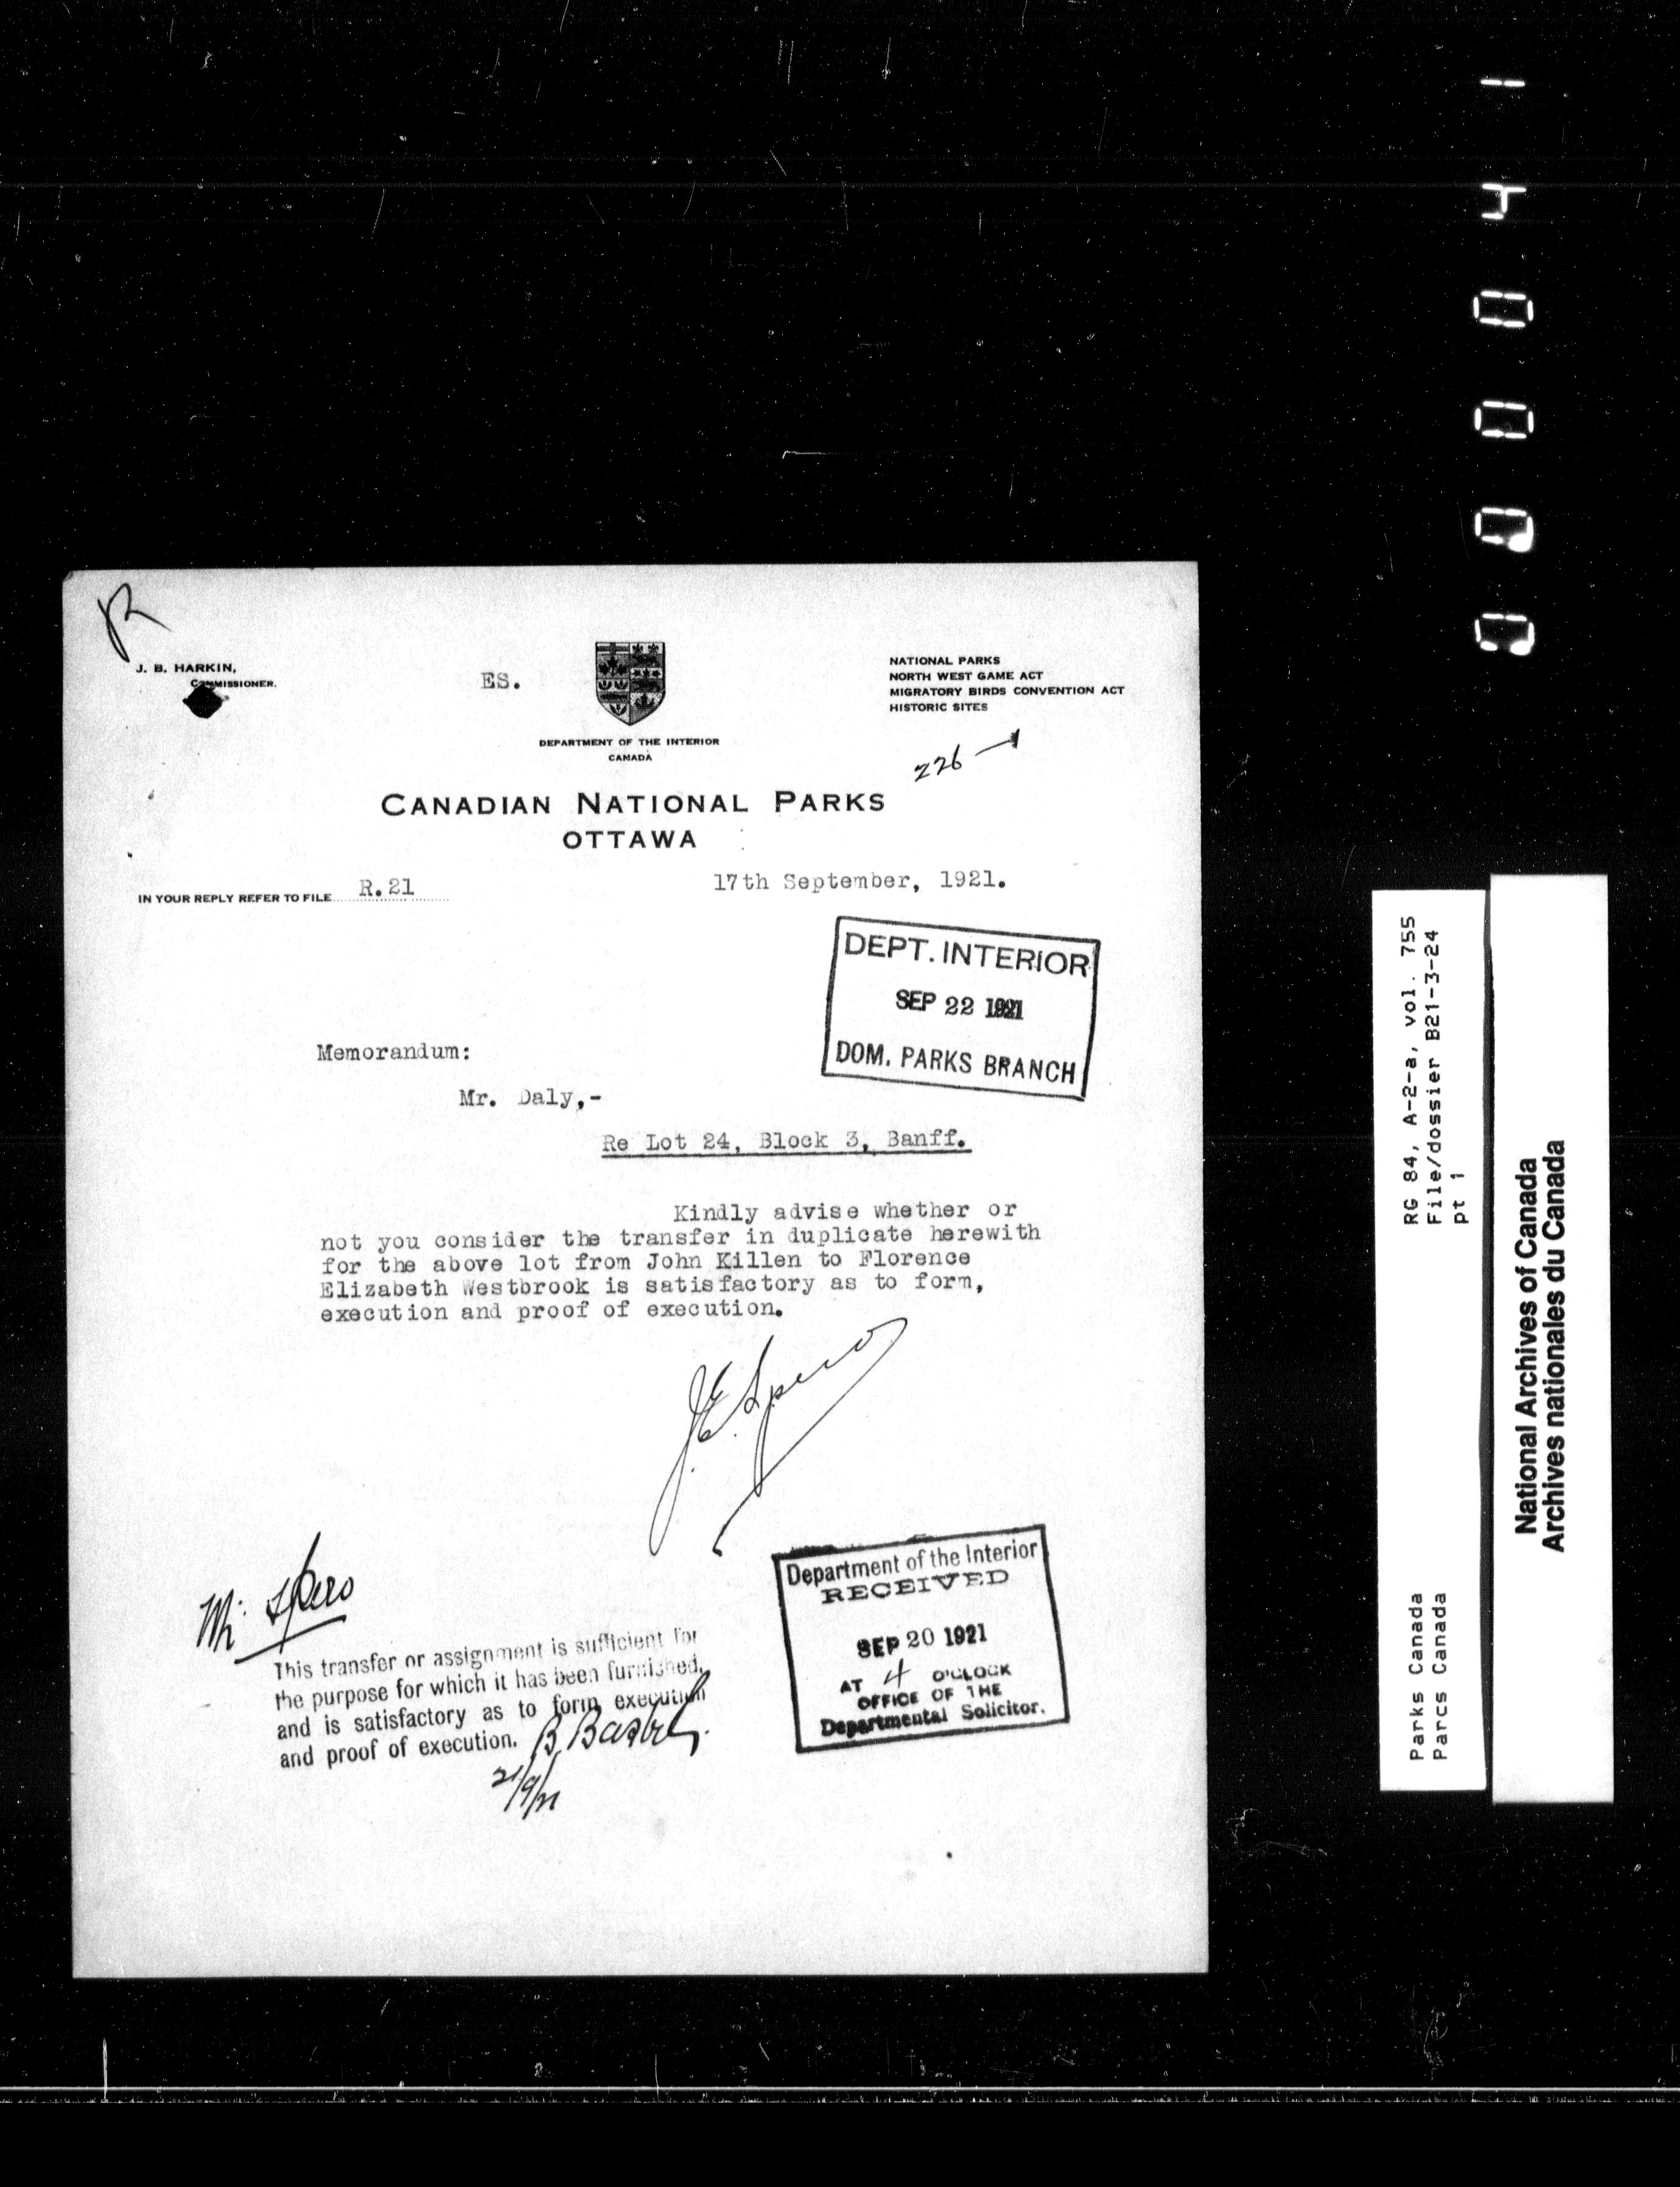 J. B. HARKIN,
COMMISSIONER.
ES.
NATIONAL PARKS
NORTH WEST GAME ACT
MIGRATORY BIRDS CONVENTION ACT
HISTORIC SITES
DEPARTMENT OF THE INTERIOR
CANADA
226-1
CANADIAN NATIONAL PARKS
OTTAWA
IN YOUR REPLY REFER TO FILE R.21
17th September, 1921.
DEPT. INTERIOR
SEP 22 1921
DOM. PARKS BRANCH
Memorandum:
Mr. Daly,-
Re Lot 24, Block 3, Banff.
Kindly advise whether or
not you consider the transfer in duplicate herewith
for the above lot from John Killen to Florence
Elizabeth Westbrook is satisfactory as to form,
execution and proof of execution.
J.E. Spero
Mr. Spero
This transfer or assignment is sufficient for
the purpose for which it has been furnished,
and is satisfactory as to form execution
and proof of execution.
21/9/21
Department of the Interior
RECEIVED
SEP 20 1921
AT 4 O'CLOCK
OFFICE OF THE
Departmental Solicitor.
RG 84, A-2-a, vol. 755
File/dossier B21-3-24
pt 1
Parks Canada
Parcs Canada
National Archives of Canada
Archives nationales du Canada